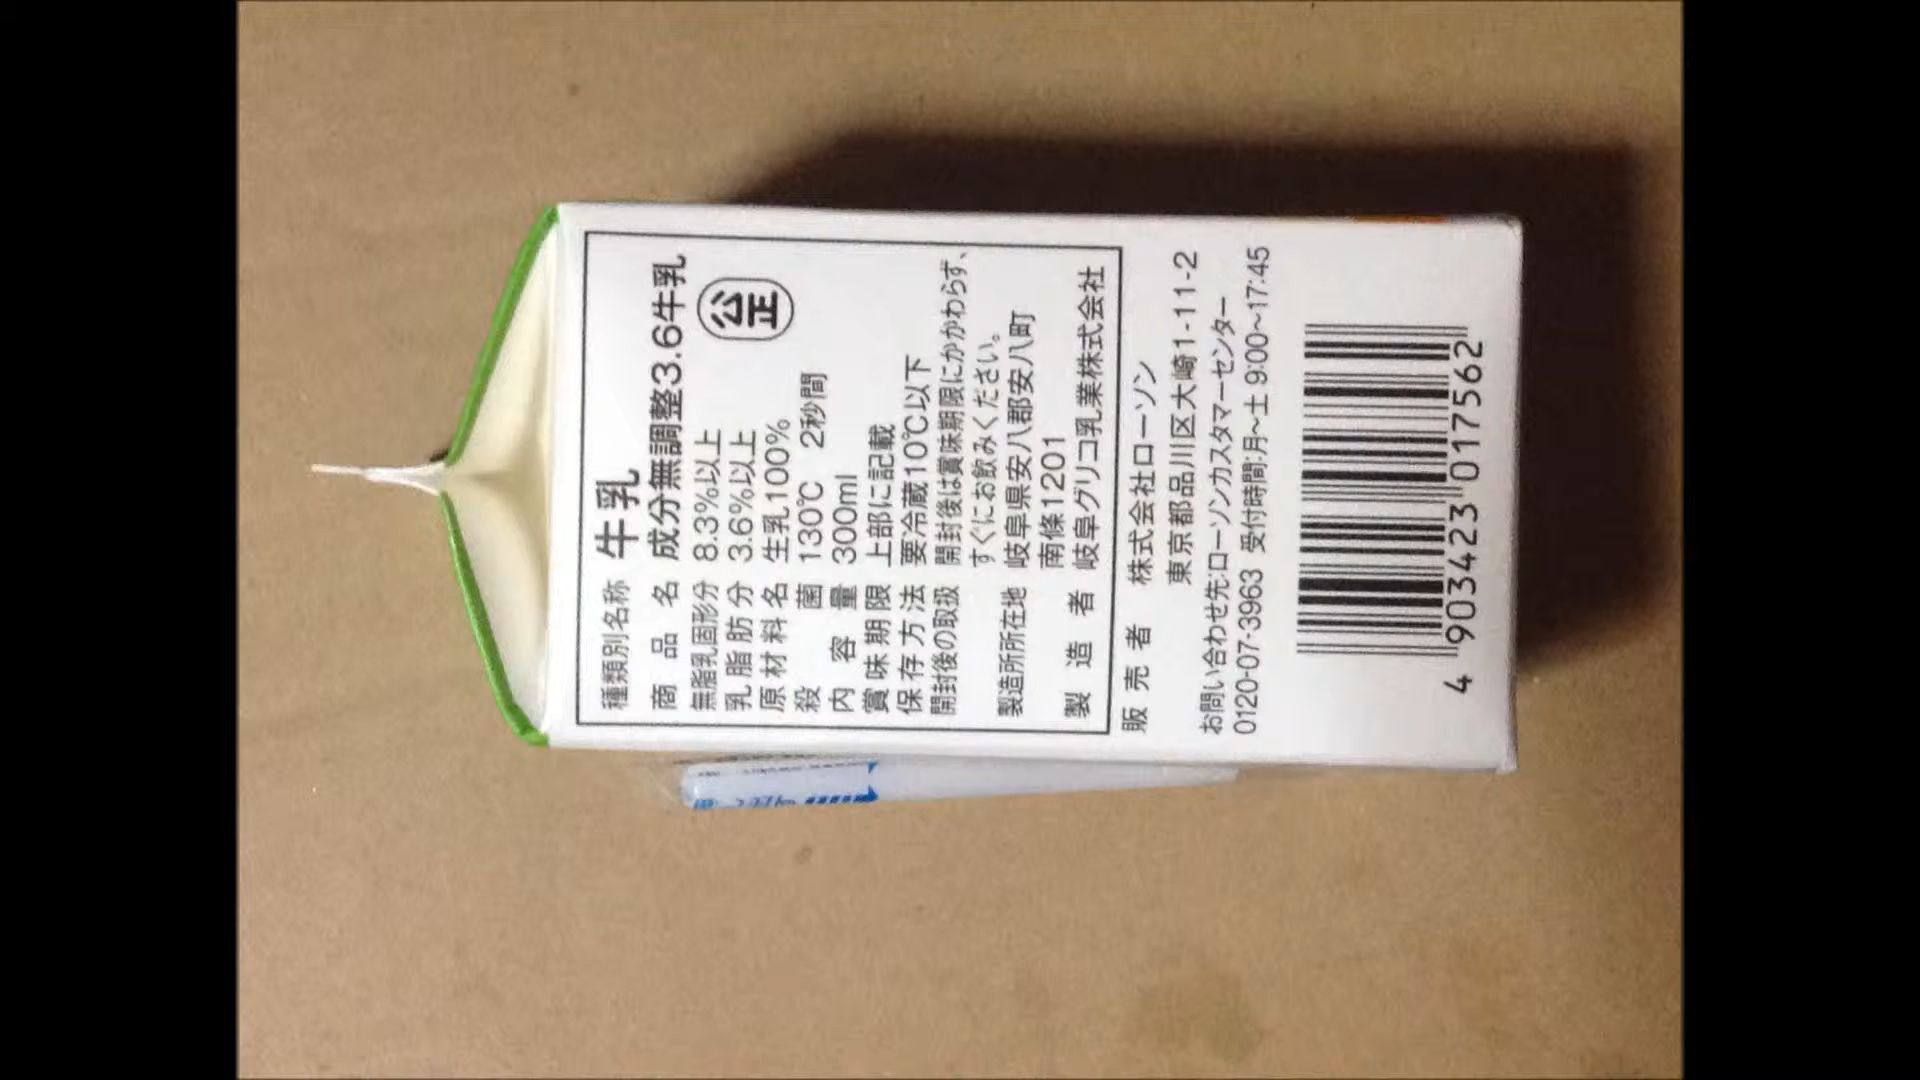 種類別名称 牛乳
商品名 成分無調整3.6牛乳
無脂乳固形分 8.3%以上
乳脂肪分 3.6%以上
公正
原材料名 生乳100%
殺菌 130℃ 2秒間
内容量 300ml
賞味期限 上部に記載
保存方法 要冷蔵10℃以下
開封後の取扱 開封後は賞味期限にかかわらず、
すぐにお飲みください。
製造所所在地 岐阜県安八郡安八町
南條1201
製造者 岐阜グリコ乳業株式会社
販売者 株式会社ローソン
東京都品川区大崎1-11-2
お問い合わせ先:ローソンカスタマーセンター
0120-07-3963 受付時間:月〜土 9:00〜17:45
4 903423 017562